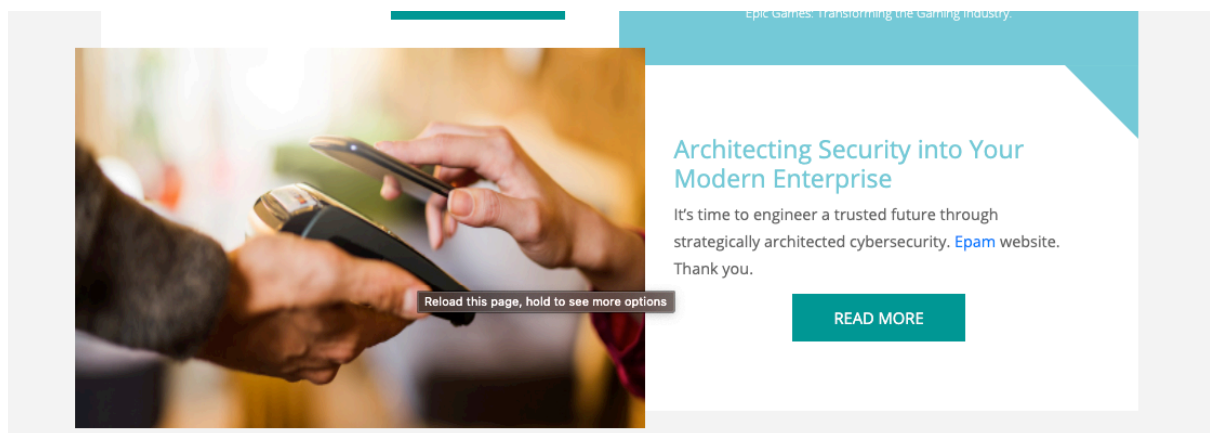 Epic Games: Transforming the Gaming Industry.
Architecting Security into Your
Modern Enterprise
It's time to engineer a trusted future through
strategically architected cybersecurity. Epam website.
Thank you.
Reload this page, hold to see more options
READ MORE